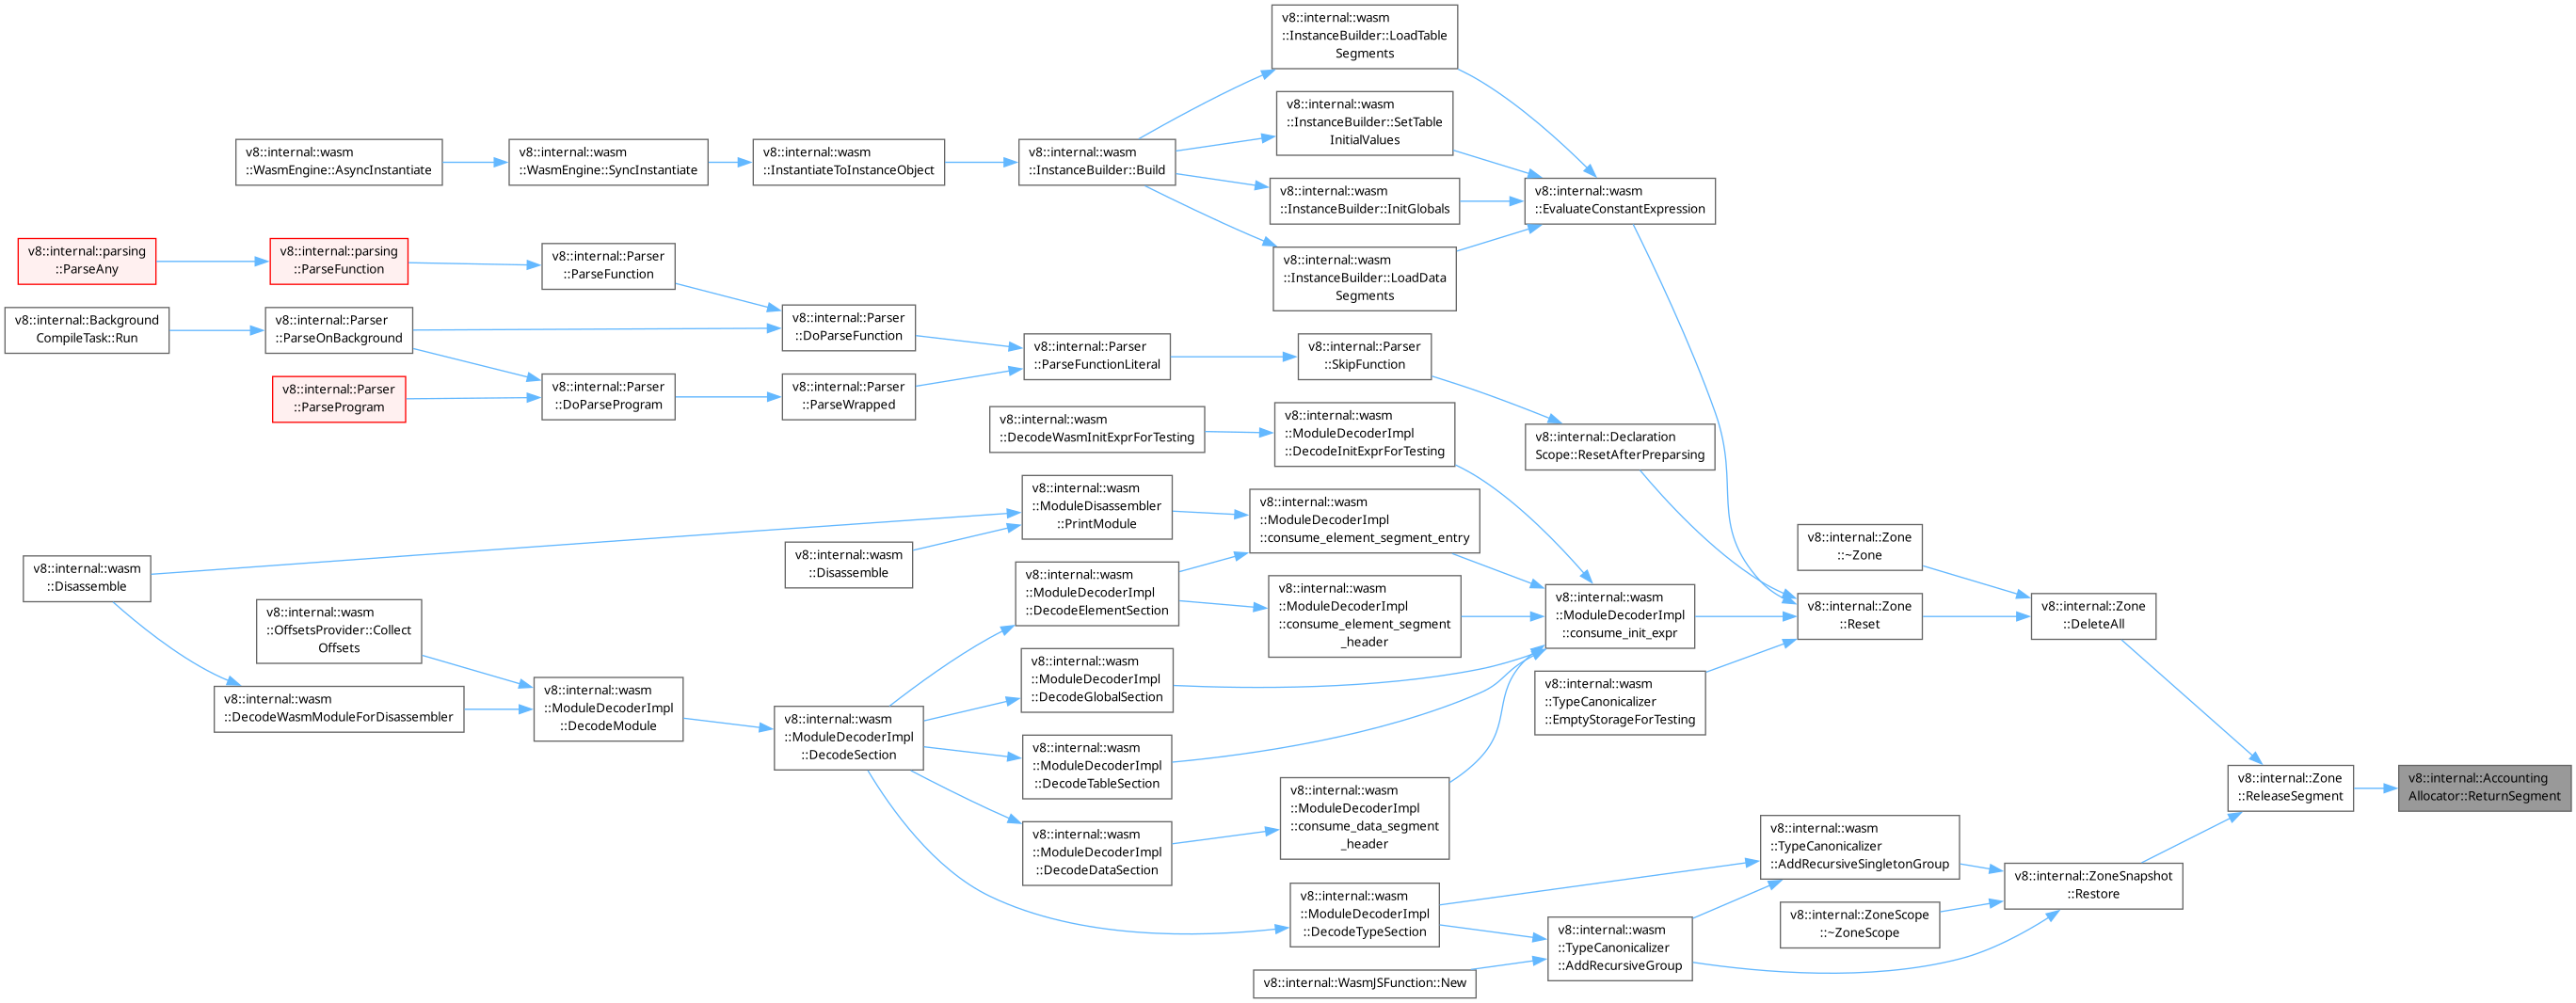 v8::internal::wasm
::InstanceBuilder::LoadTable
Segments
v8::internal::wasm
::InstanceBuilder::SetTable
InitialValues
v8::internal::wasm
::WasmEngine::AsyncInstantiate
v8::internal::wasm
::WasmEngine::SyncInstantiate
v8::internal::wasm
::InstantiateToInstanceObject
v8::internal::wasm
::InstanceBuilder::Build
v8::internal::wasm
::InstanceBuilder::InitGlobals
v8::internal::wasm
::EvaluateConstantExpression
v8::internal::wasm
::InstanceBuilder::LoadData
Segments
v8::internal::parsing
::ParseAny
v8::internal::parsing
::ParseFunction
v8::internal::Parser
::ParseFunction
v8::internal::Background
CompileTask::Run
v8::internal::Parser
::ParseOnBackground
v8::internal::Parser
::DoParseFunction
v8::internal::Parser
::ParseFunctionLiteral
v8::internal::Parser
::SkipFunction
v8::internal::Parser
::ParseProgram
v8::internal::Parser
::DoParseProgram
v8::internal::Parser
::ParseWrapped
v8::internal::wasm
::DecodeWasmInitExprForTesting
v8::internal::wasm
::ModuleDecoderImpl
::DecodeInitExprForTesting
v8::internal::Declaration
Scope::ResetAfterPreparsing
v8::internal::wasm
::ModuleDisassembler
::PrintModule
v8::internal::wasm
::ModuleDecoderImpl
::consume_element_segment_entry
v8::internal::Zone
::~Zone
v8::internal::wasm
::Disassemble
v8::internal::wasm
::Disassemble
v8::internal::wasm
::ModuleDecoderImpl
::DecodeElementSection
v8::internal::wasm
::ModuleDecoderImpl
::consume_element_segment
_header
v8::internal::wasm
::ModuleDecoderImpl
::consume_init_expr
v8::internal::Zone
::Reset
v8::internal::Zone
::DeleteAll
v8::internal::wasm
::OffsetsProvider::Collect
Offsets
v8::internal::wasm
::DecodeWasmModuleForDisassembler
v8::internal::wasm
::ModuleDecoderImpl
::DecodeModule
v8::internal::wasm
::ModuleDecoderImpl
::DecodeGlobalSection
v8::internal::wasm
::TypeCanonicalizer
::EmptyStorageForTesting
v8::internal::wasm
::ModuleDecoderImpl
::DecodeSection
v8::internal::wasm
::ModuleDecoderImpl
::DecodeTableSection
v8::internal::Zone
::ReleaseSegment
v8::internal::Accounting
Allocator::ReturnSegment
v8::internal::wasm
::ModuleDecoderImpl
::consume_data_segment
_header
v8::internal::wasm
::ModuleDecoderImpl
::DecodeDataSection
v8::internal::wasm
::TypeCanonicalizer
::AddRecursiveSingletonGroup
v8::internal::ZoneSnapshot
::Restore
v8::internal::wasm
::ModuleDecoderImpl
::DecodeTypeSection
v8::internal::ZoneScope
::~ZoneScope
v8::internal::wasm
::TypeCanonicalizer
::AddRecursiveGroup
v8::internal::WasmJSFunction::New